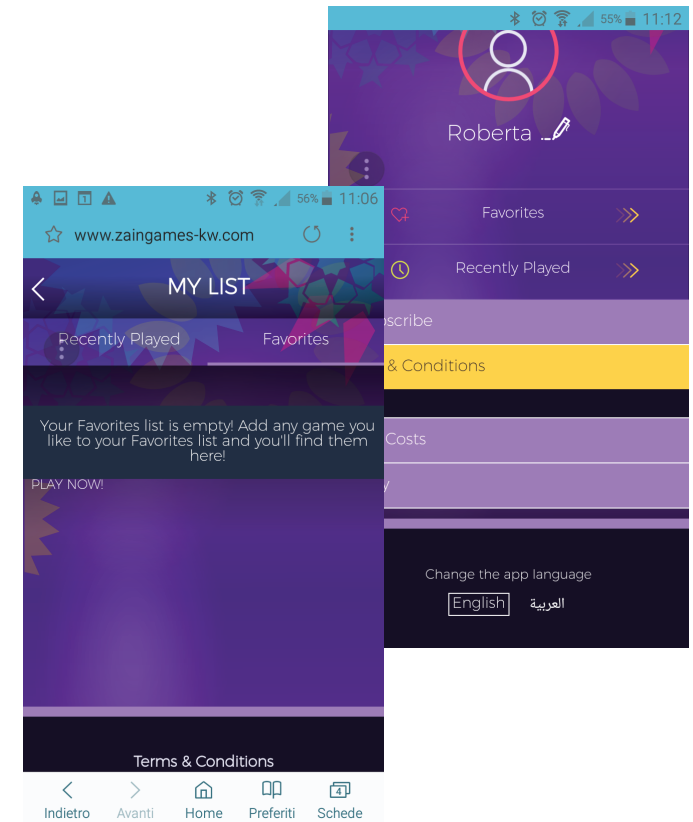 55% 11:12
Roberta
Favorites
Recently Played
scribe
& Conditions
Costs
y
Change the app language
English العربية
1 56% 11:06
www.zaingames-kw.com
MY LIST
Recently Played Favorites
Your Favorites list is empty! Add any game you
like to your Favorites list and you'll find them
here!
PLAY NOW!
Terms & Conditions
4
Indietro Avanti Home Preferiti Schede